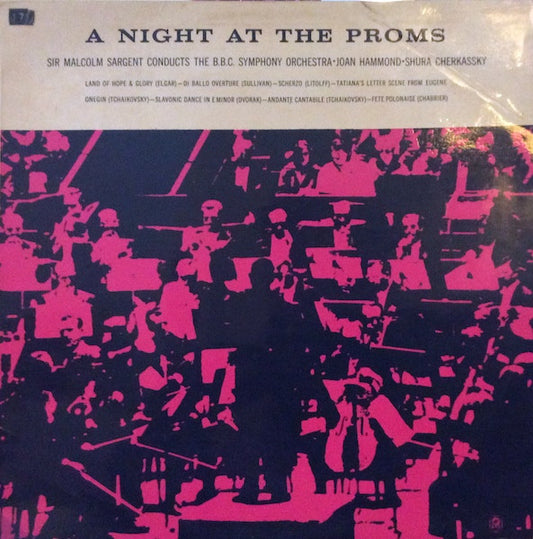 A NIGHT AT THE PROMS
SIR MALCOLM SARGENT CONDUCTS THE B.B.C. SYMPHONY ORCHESTRA·JOAN HAMMOND·SHURA CHERKASSKY
LAND OF HOPE & GLORY (ELGAR)—DI BALLO OVERTURE (SULLIVAN)—SCHERZO (LITOLFF)—TATIANA'S LETTER SCENE FROM EUGENE
ONEGIN (TCHAIKOVSKY)—SLAVONIC DANCE IN E MINOR (DVORAK)—ANDANTE CANTABILE (TCHAIKOVSKY)—FETE POLONAISE (CHABRIER)